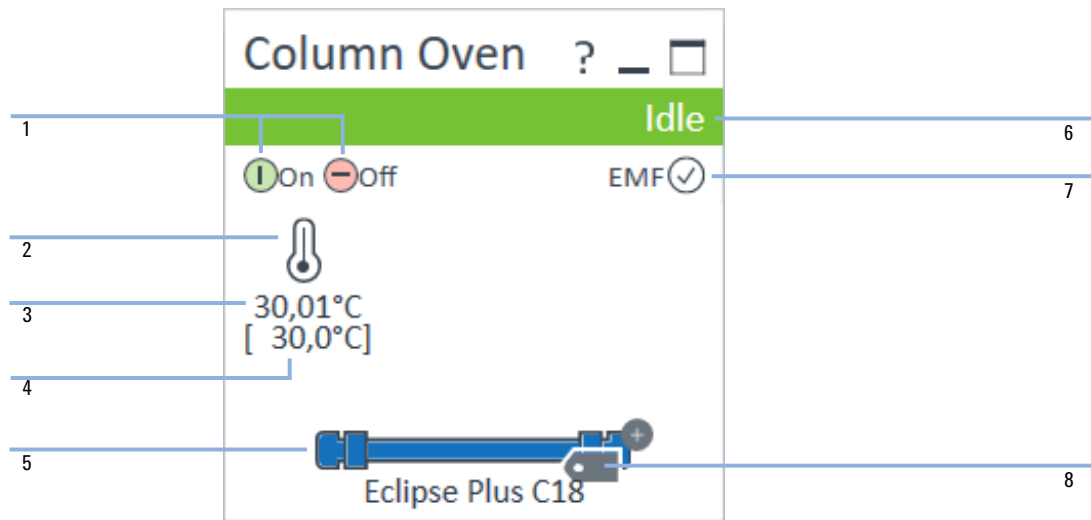 Column Oven ?
Idle
On Off EMF
30,01°C
[ 30,0°C]
Eclipse Plus C18
1
2
3
4
5
6
7
8